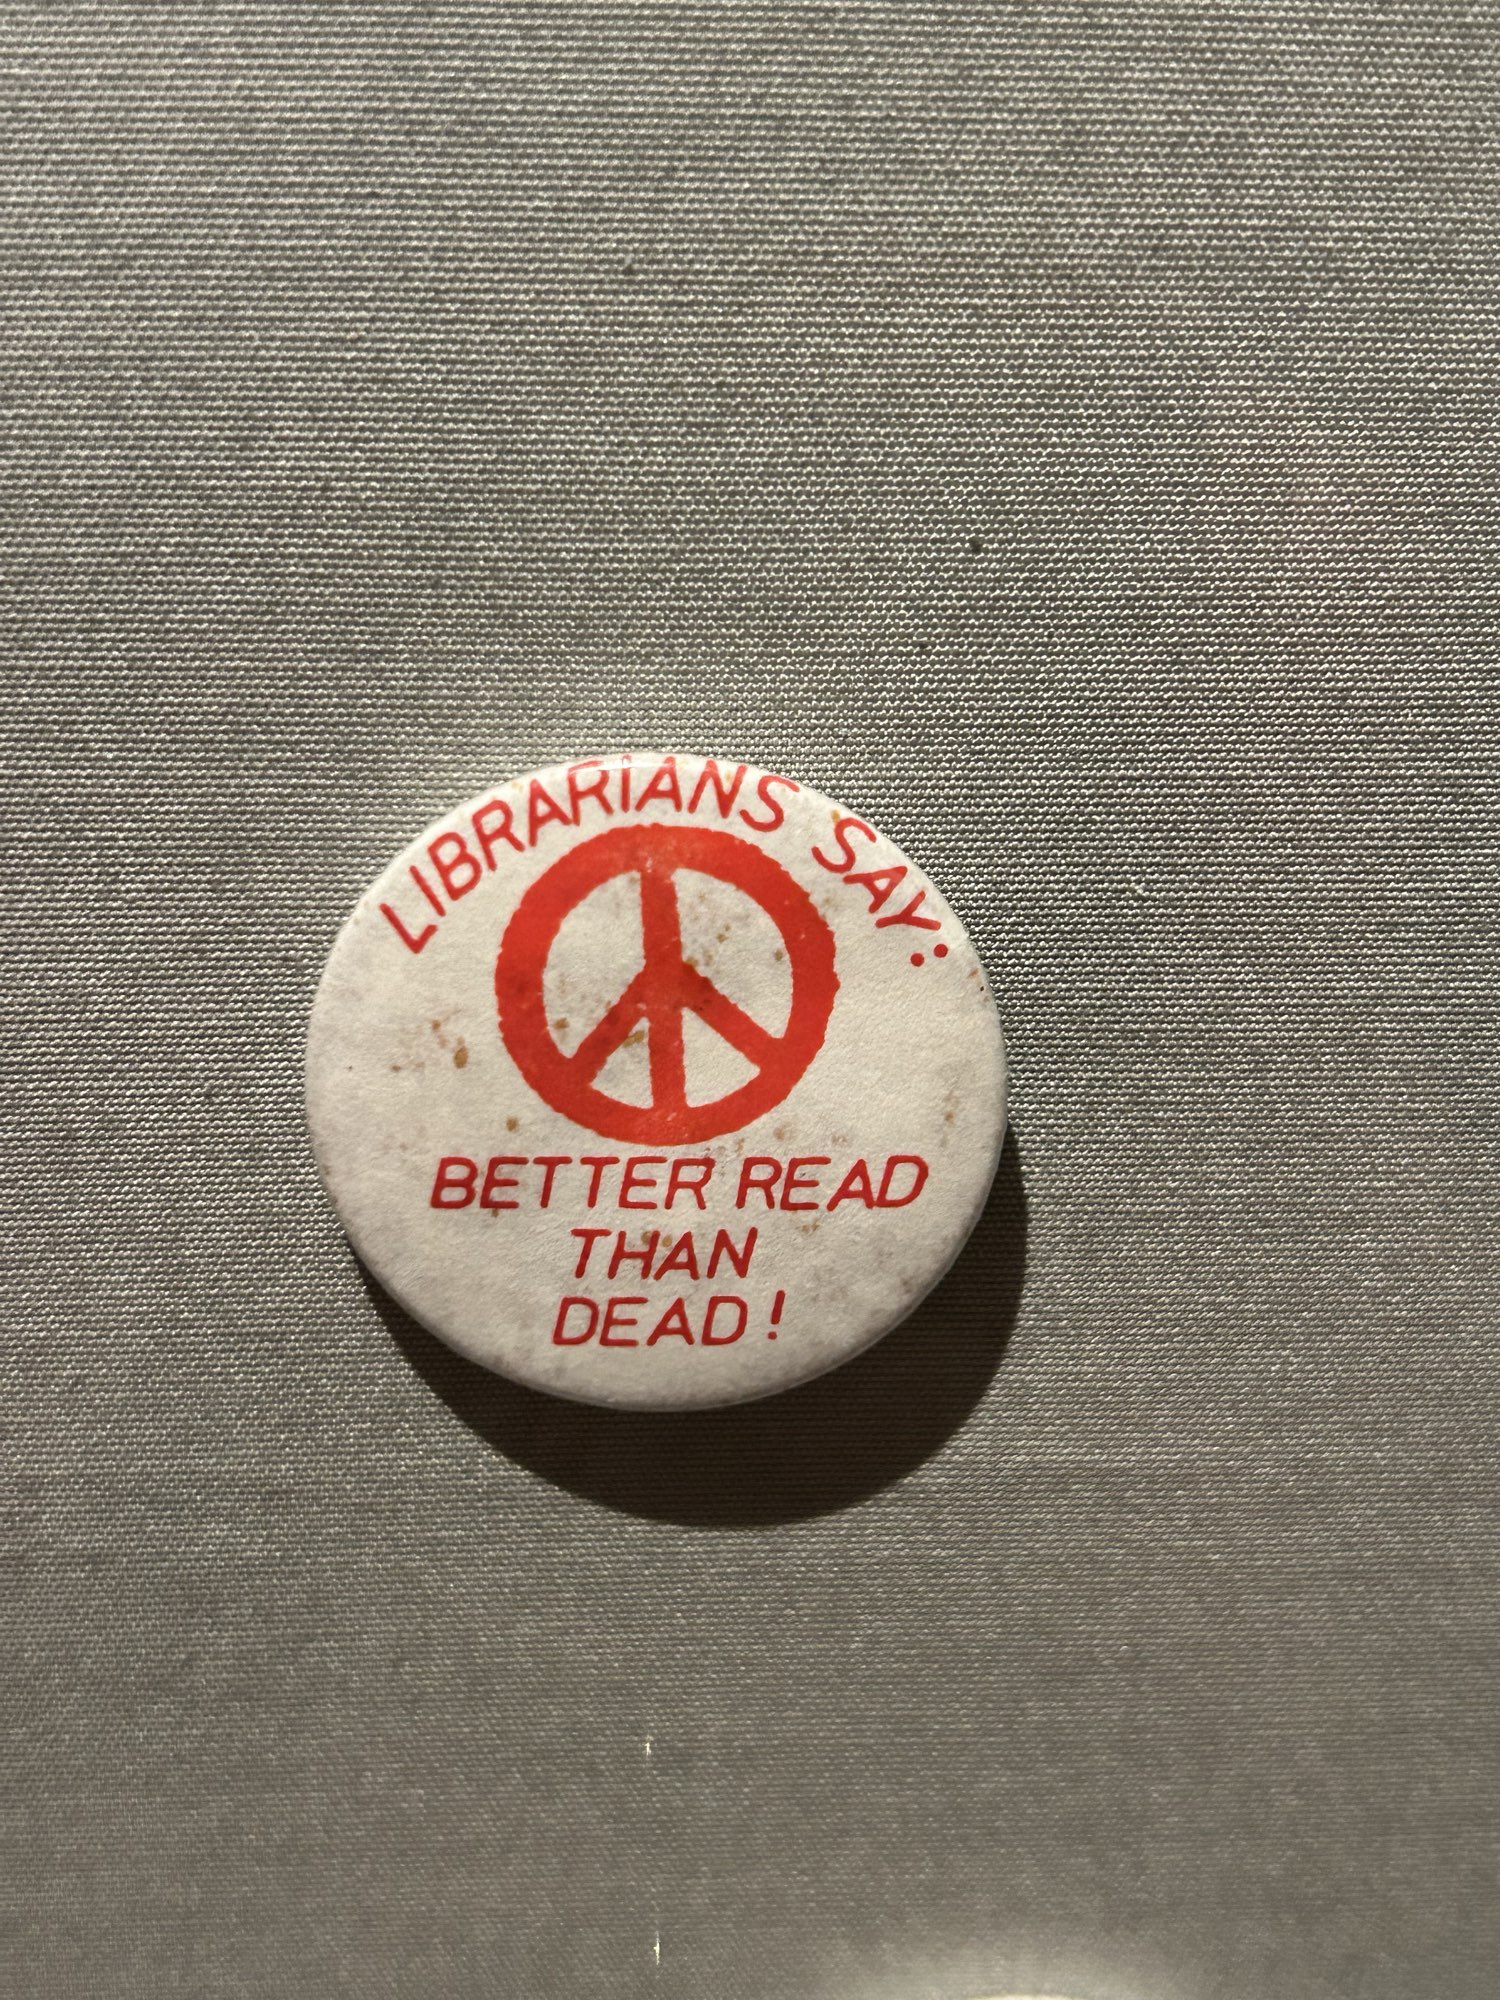 LIBRARIANS SAY:
BETTER READ
THAN
DEAD!